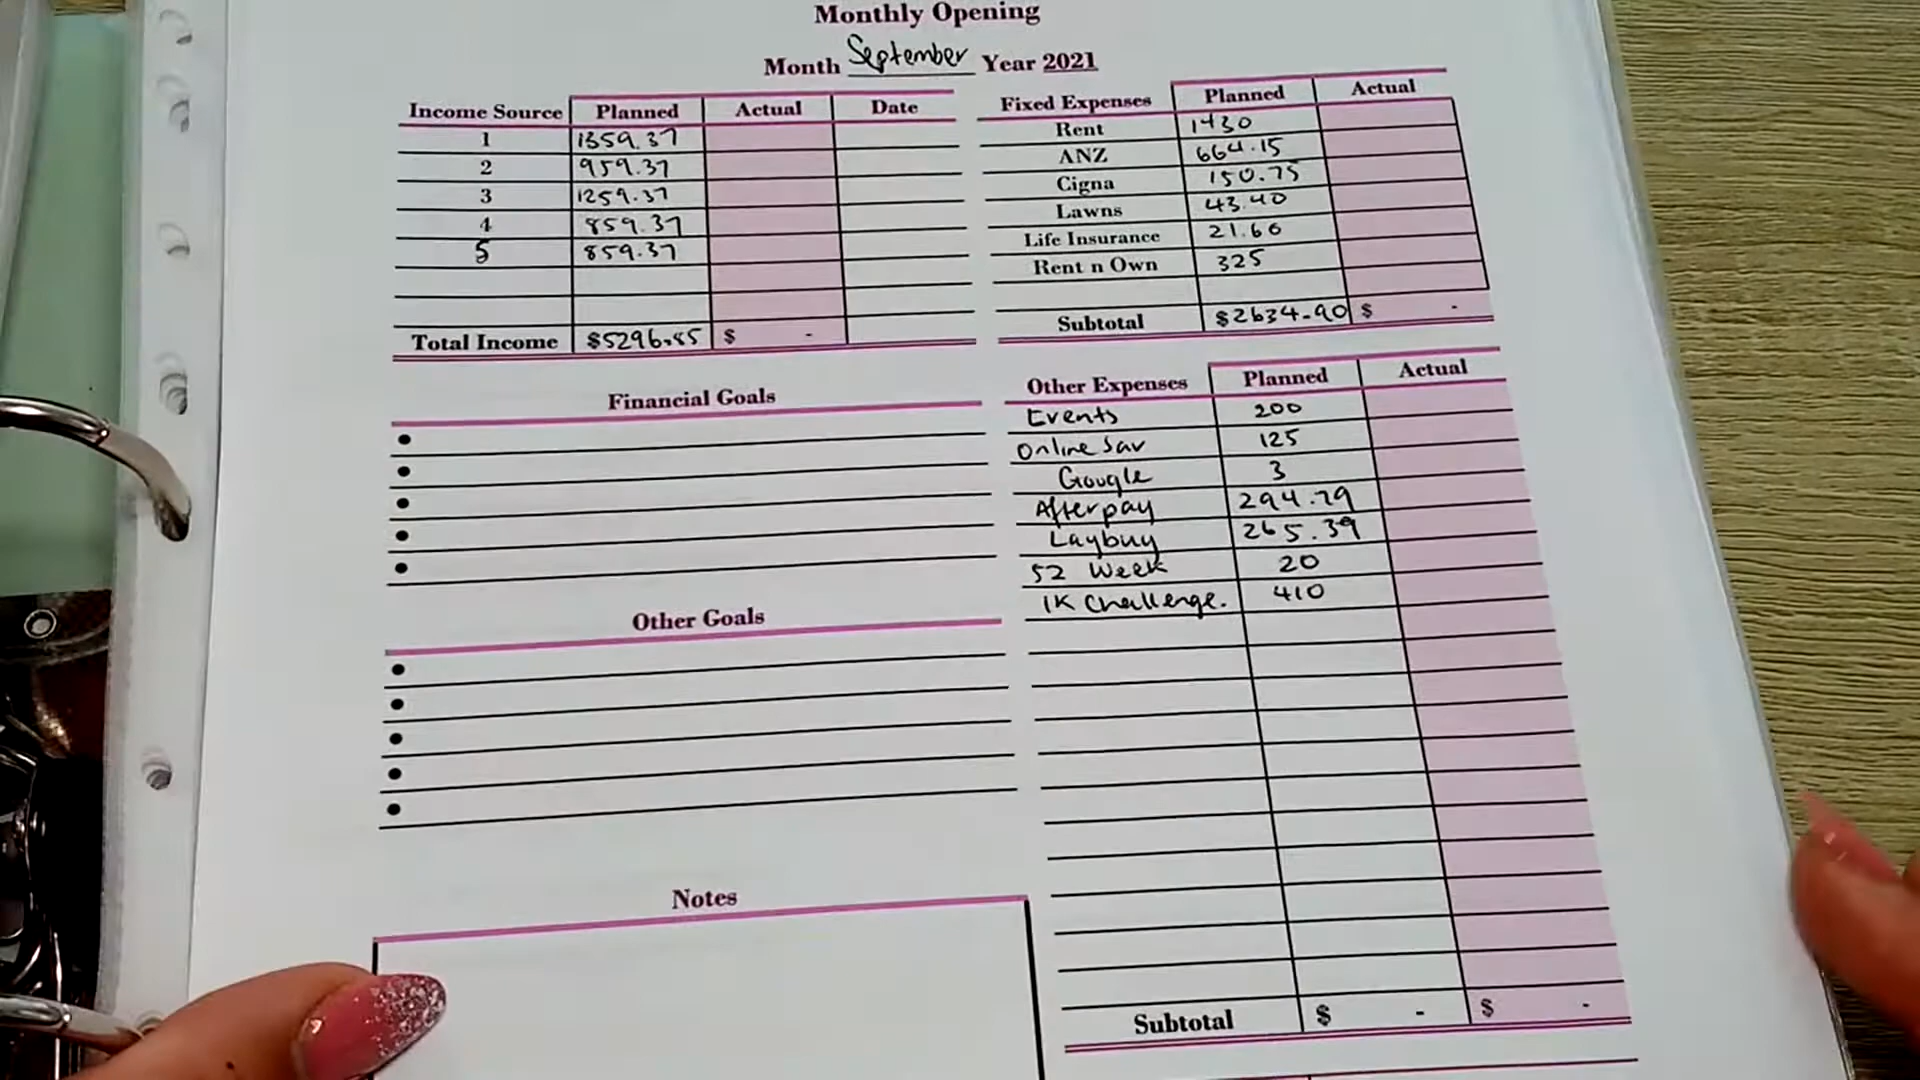 Monthly Opening
Month September Year 2021
Income Source Planned Actual Date
1 1359.37
2 959.37
3 1259.37
4 859.37
5 859.37
Total Income $5296.85 $ -
Fixed Expenses Planned Actual
Rent 1430
ANZ 664.15
Cigna 150.75
Lawns 43.40
Life Insurance 21.60
Rent n Own 325
Subtotal $2634.90 $ -
Financial Goals
Other Goals
Notes
Other Expenses Planned Actual
Events 200
Online Sav 125
Google 3
Afterpay 294.79
Laybuy 265.39
52 Week 20
1K Challenge. 410
Subtotal $ - $ -